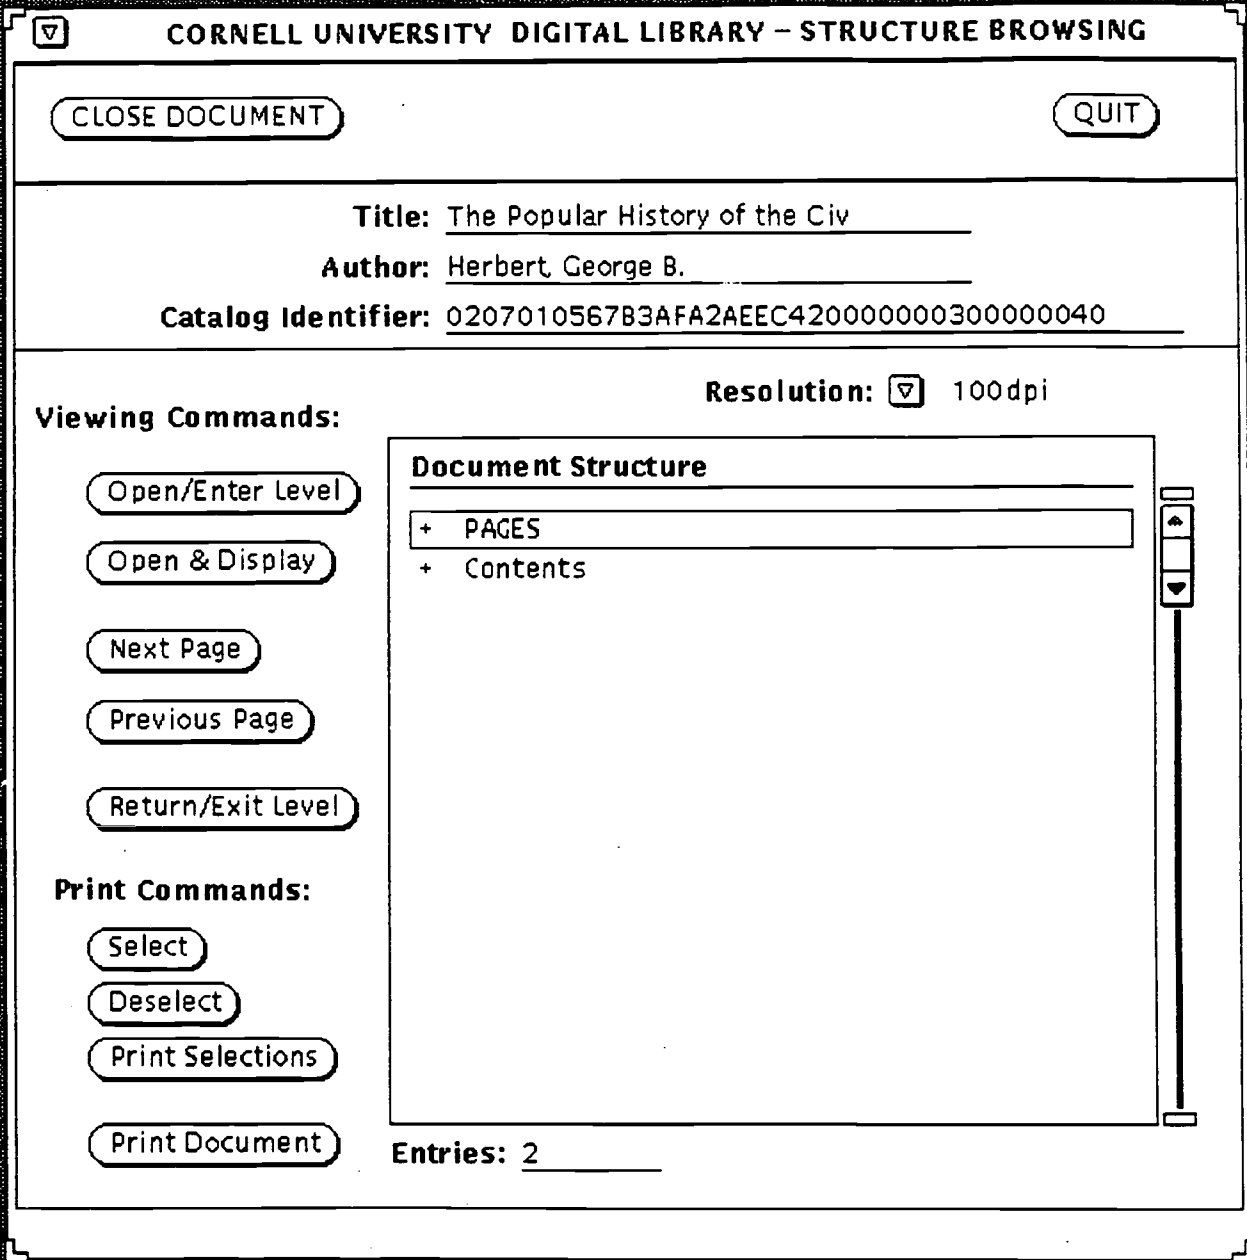 CORNELL UNIVERSITY DIGITAL LIBRARY – STRUCTURE BROWSING
CLOSE DOCUMENT
QUIT
Title: The Popular History of the Civ
Author: Herbert, George B.
Catalog Identifier: 0207010567B3AFA2AEEC420000000300000040
Resolution: 100dpi
Viewing Commands:
Open/Enter Level
Open & Display
Next Page
Previous Page
Return/Exit Level
Document Structure
+ PAGES
+ Contents
Print Commands:
Select
Deselect
Print Selections
Print Document
Entries: 2